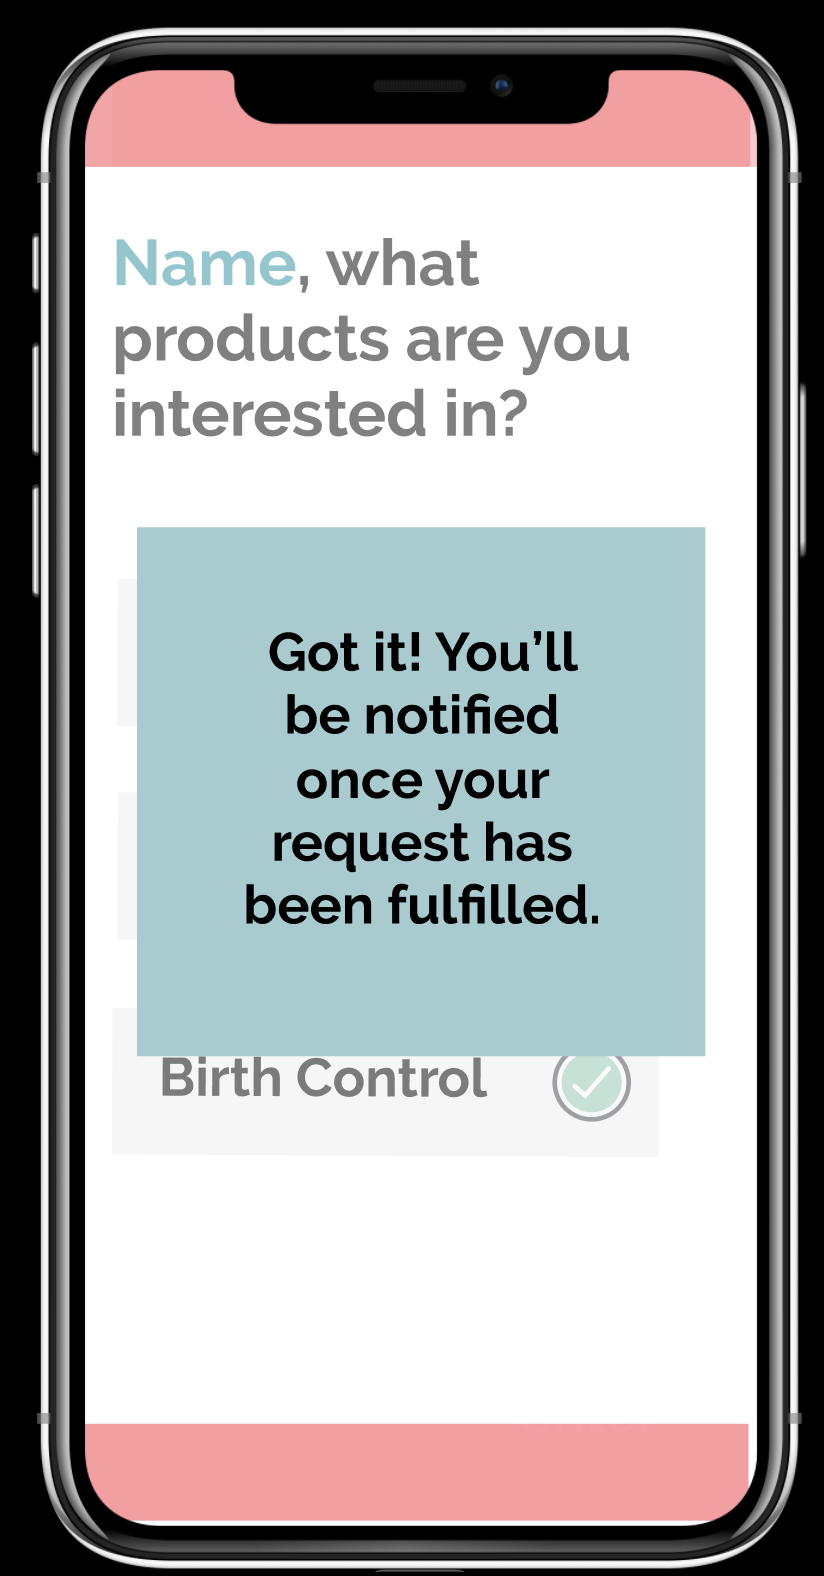 Name, what
products are you
interested in?
Got it! You’ll
be notified
once your
request has
been fulfilled.
Birth Control